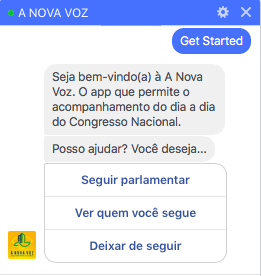 A NOVA VOZ
Get Started
Seja bem-vindo(a) à A Nova
Voz. O app que permite o
acompanhamento do dia a dia
do Congresso Nacional.
Posso ajudar? Você deseja...
Seguir parlamentar
Ver quem você segue
Deixar de seguir
A NOVA VOZ